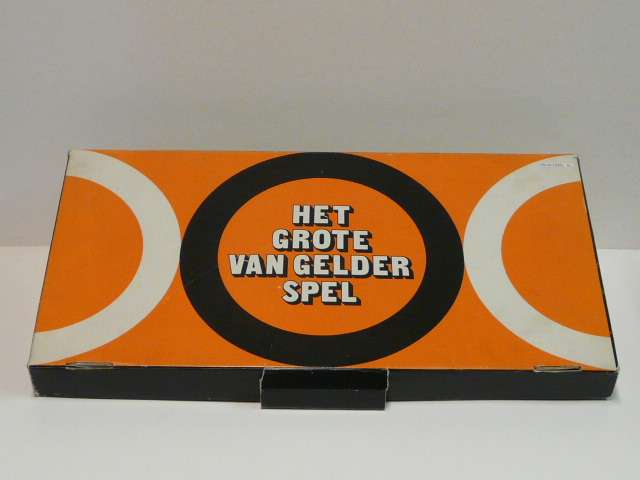 HET
GROTE
VAN GELDER
SPEL